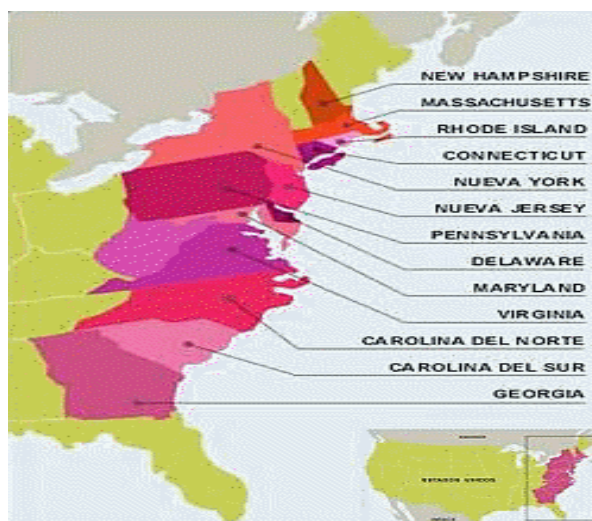 NEW HAMPSHIRE
MASSACHUSETTS
RHODE ISLAND
CONNECTICUT
NUEVA YORK
NUEVA JERSEY
PENNSYLVANIA
DELAWARE
MARYLAND
VIRGINIA
CAROLINA DEL NORTE
CAROLINA DEL SUR
GEORGIA
ESTADOS UNIDOS